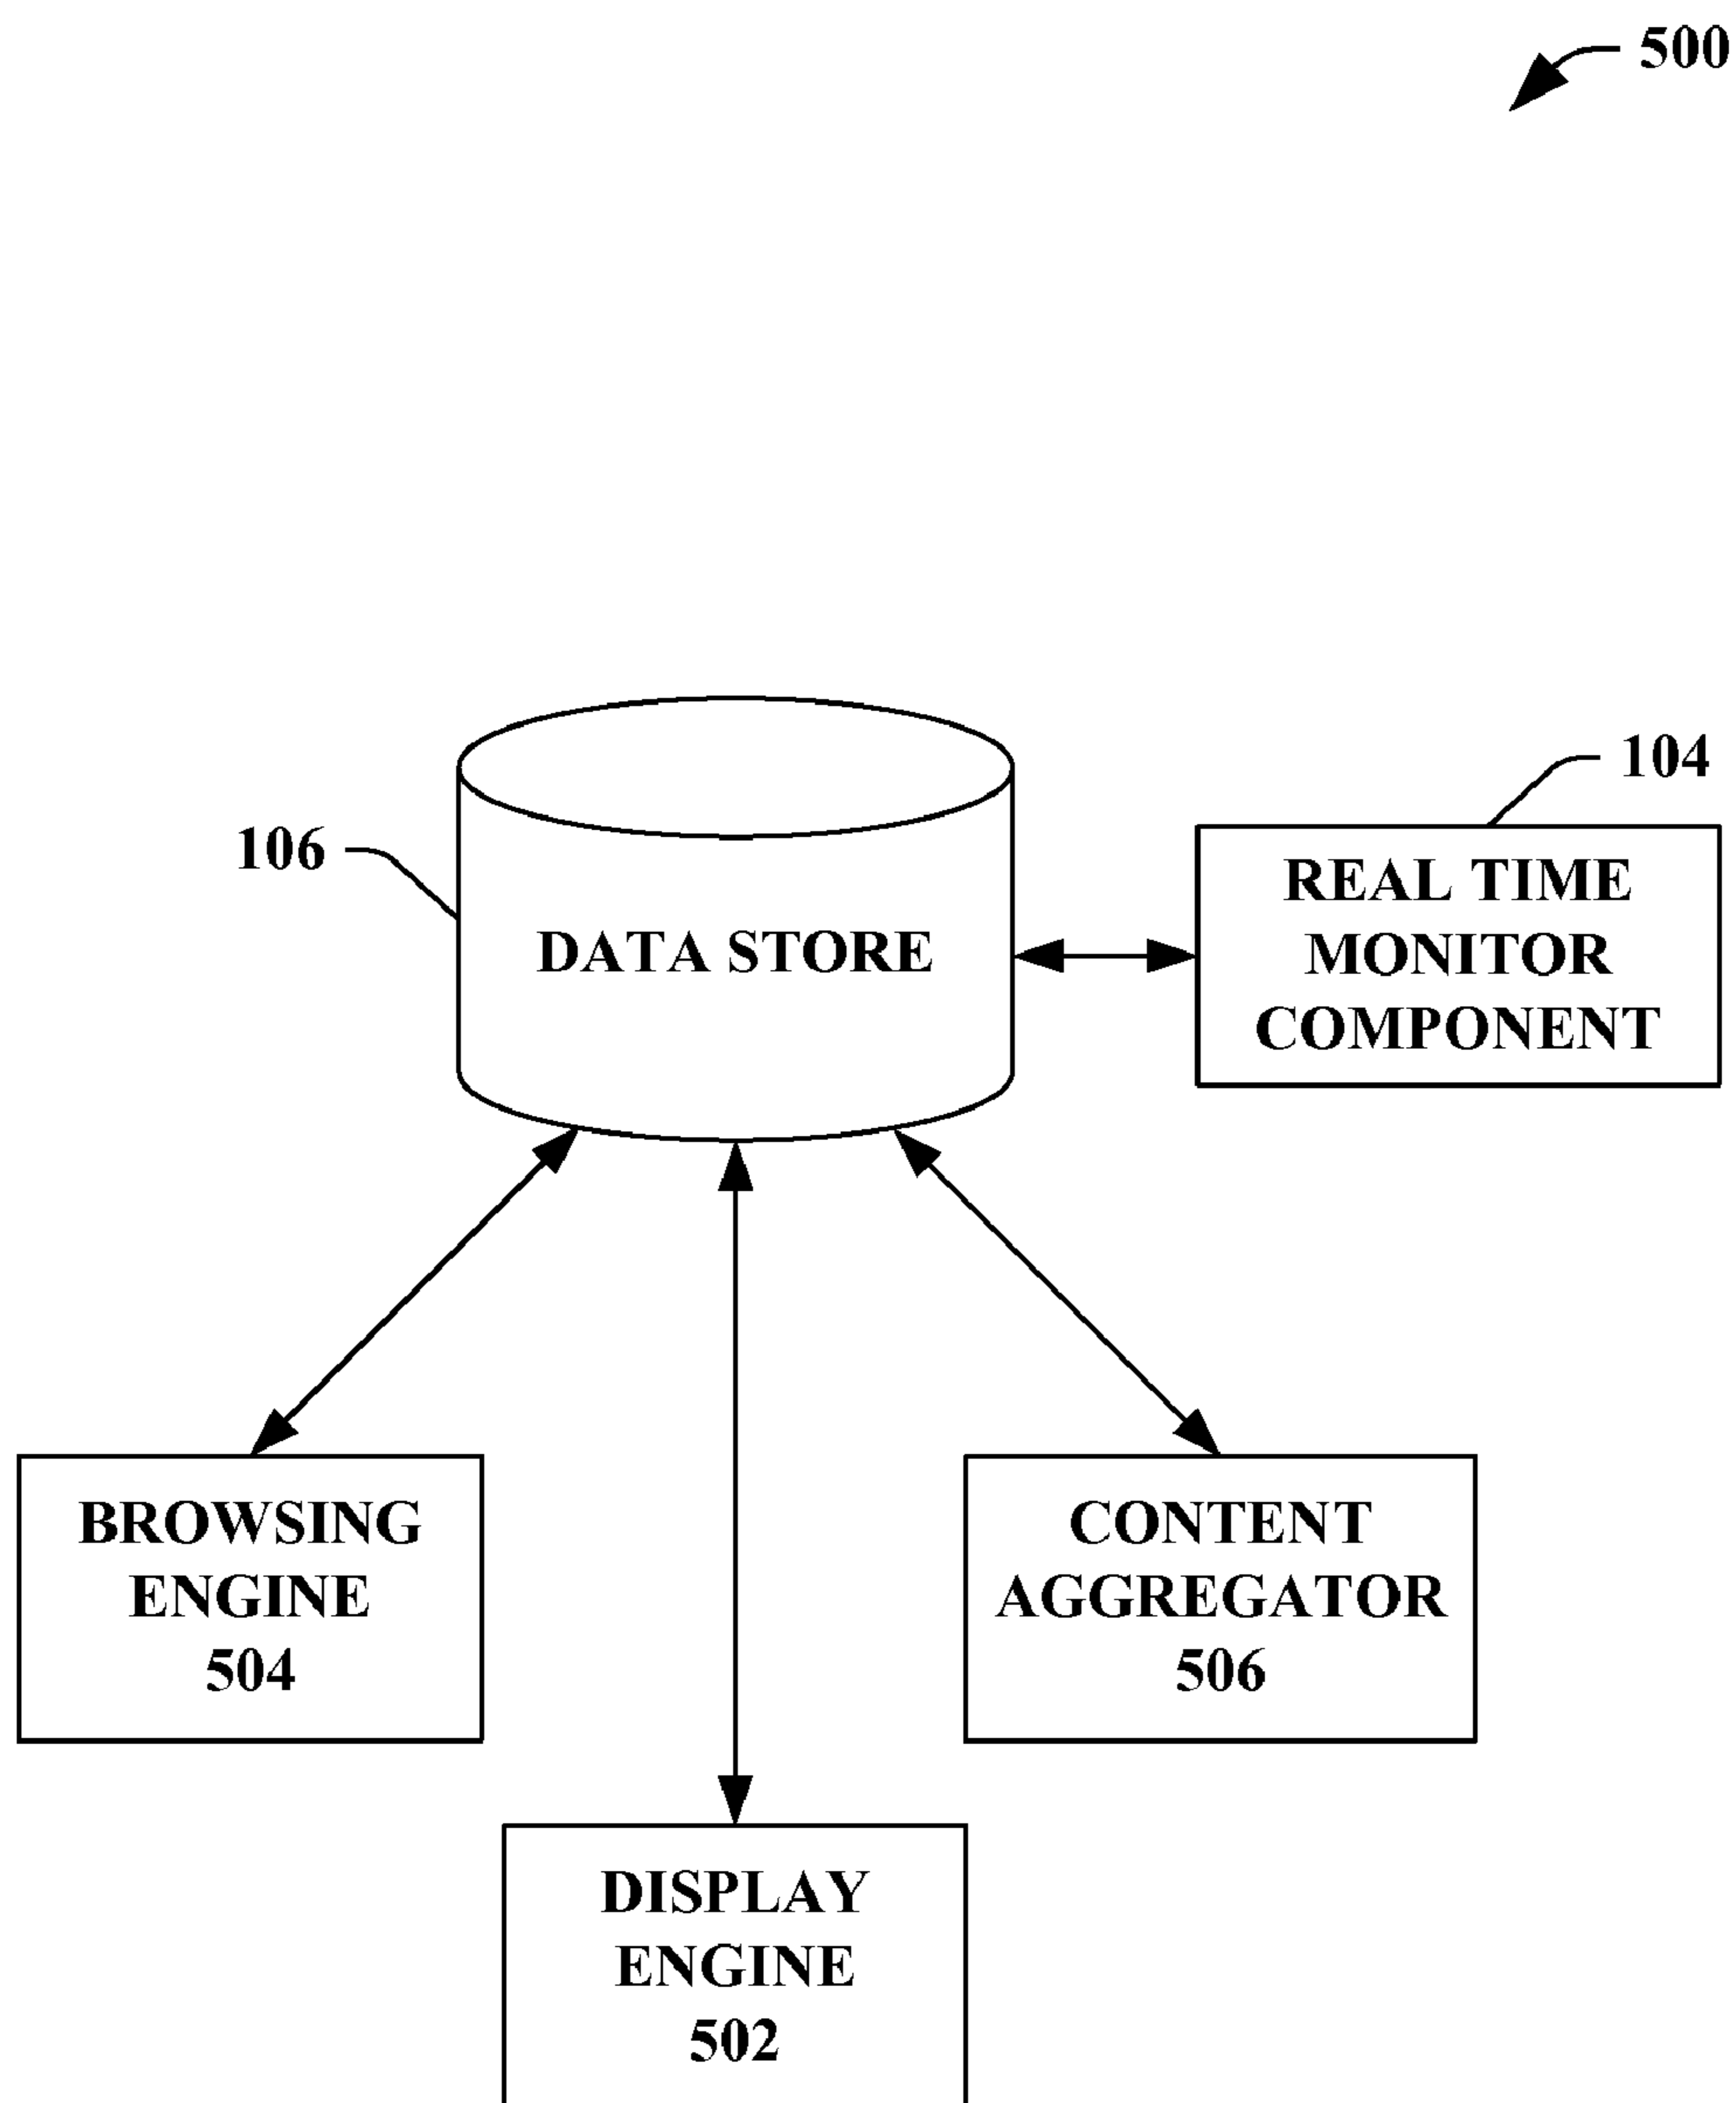 500
104
106
REAL TIME
MONITOR
COMPONENT
DATA STORE
BROWSING
ENGINE
504
CONTENT
AGGREGATOR
506
DISPLAY
ENGINE
502